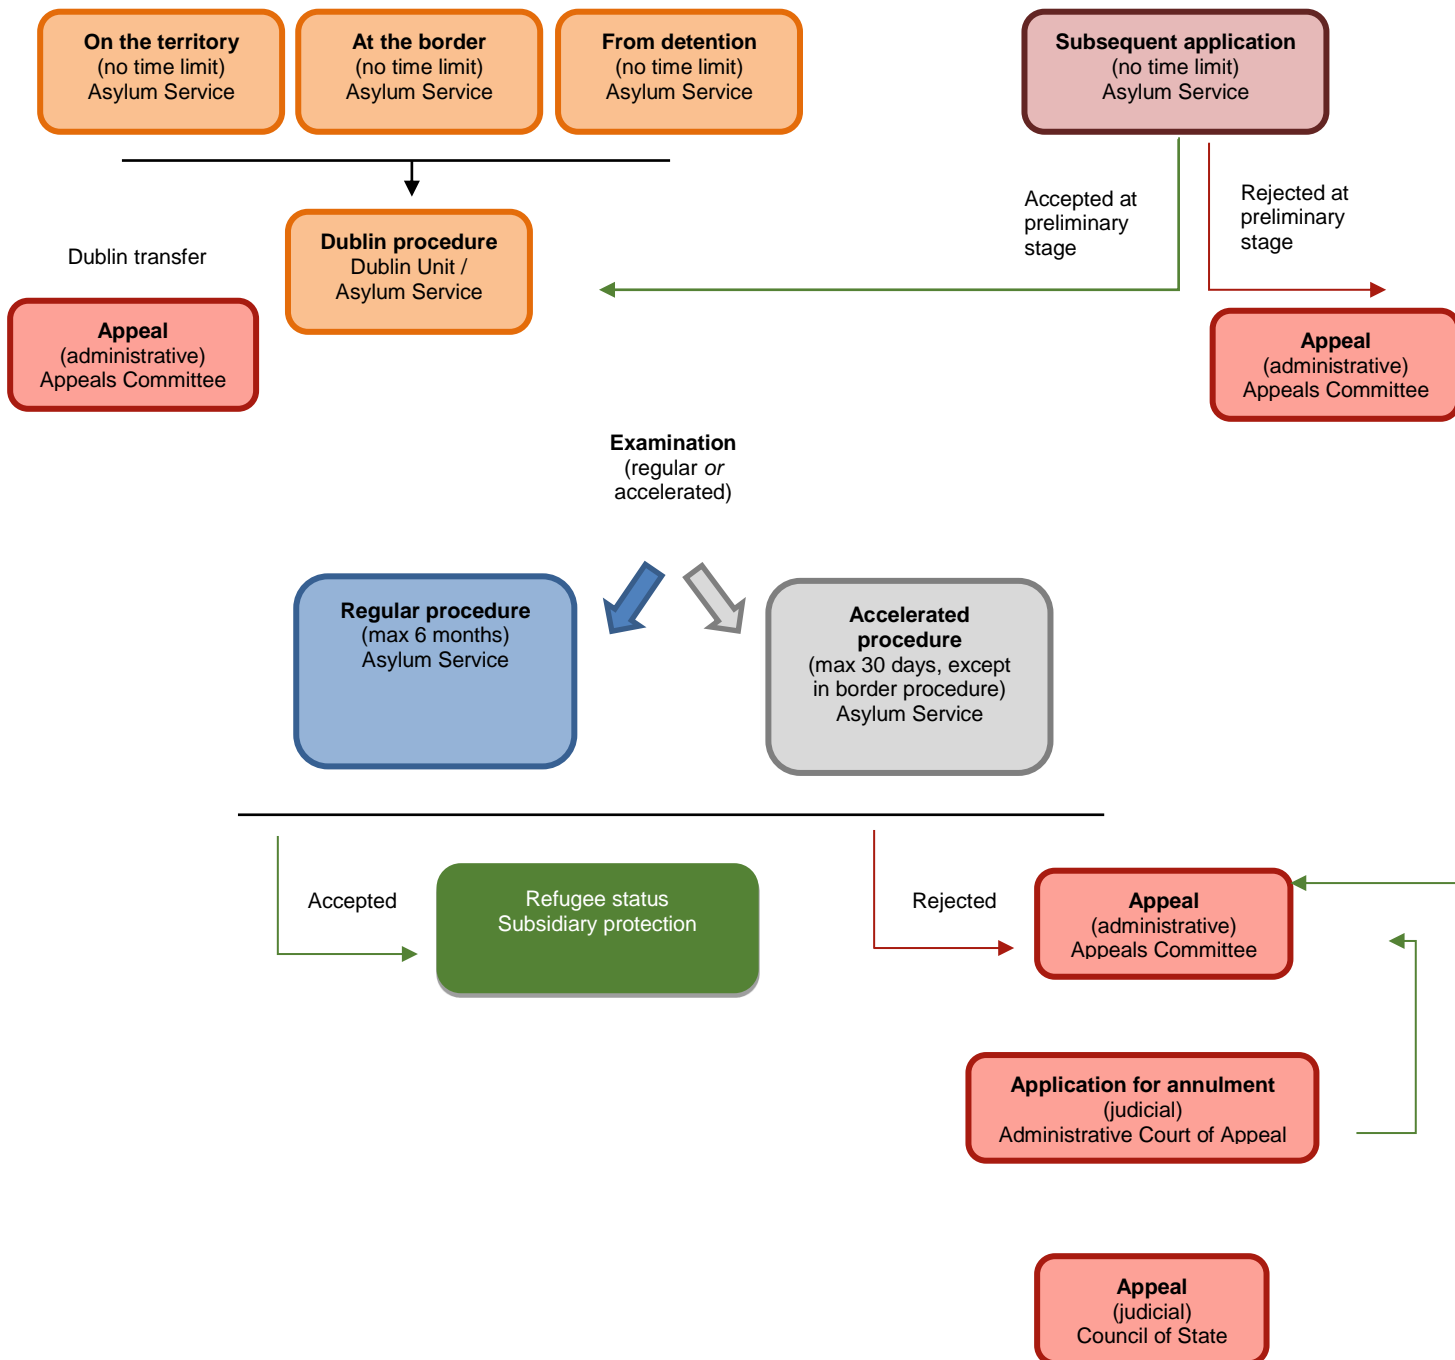 On the territory
(no time limit)
Asylum Service
At the border
(no time limit)
Asylum Service
From detention
(no time limit)
Asylum Service
Subsequent application
(no time limit)
Asylum Service
Accepted at
preliminary
stage
Rejected at
preliminary
stage
Dublin transfer
Dublin procedure
Dublin Unit /
Asylum Service
Appeal
(administrative)
Appeals Committee
Appeal
(administrative)
Appeals Committee
Examination
(regular or
accelerated)
Regular procedure
(max 6 months)
Asylum Service
Accelerated
procedure
(max 30 days, except
in border procedure)
Asylum Service
Accepted
Refugee status
Subsidiary protection
Rejected
Appeal
(administrative)
Appeals Committee
Application for annulment
(judicial)
Administrative Court of Appeal
Appeal
(judicial)
Council of State